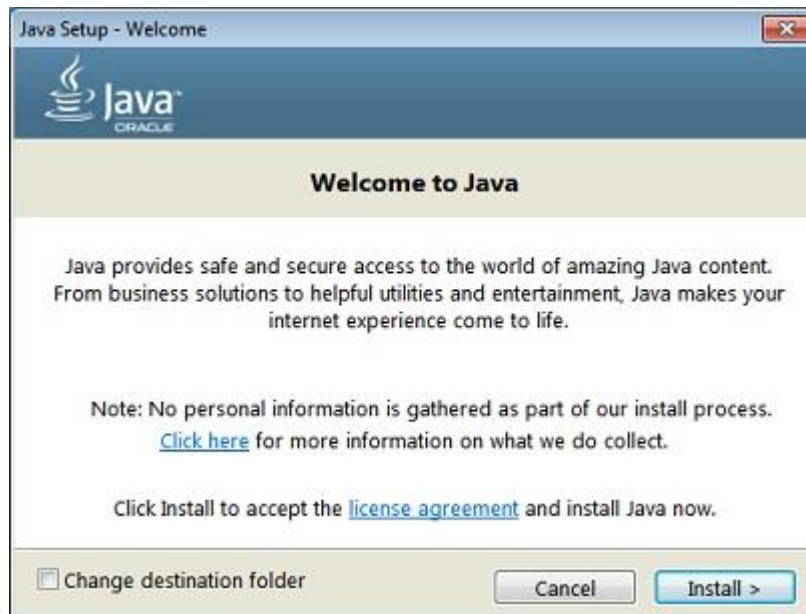 Java Setup - Welcome
Java™
ORACLE
Welcome to Java
Java provides safe and secure access to the world of amazing Java content.
From business solutions to helpful utilities and entertainment, Java makes your
internet experience come to life.
Note: No personal information is gathered as part of our install process.
Click here for more information on what we do collect.
Click Install to accept the license agreement and install Java now.
Change destination folder
Cancel
Install >